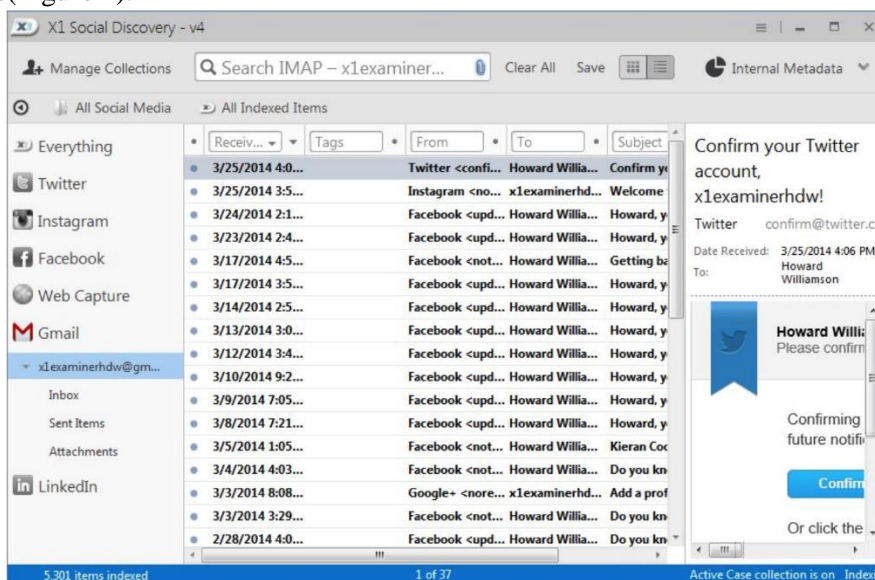 X1 Social Discovery - v4
Manage Collections
Search IMAP – x1examiner...
Clear All
Save
Internal Metadata
All Social Media
All Indexed Items
Everything
Twitter
Instagram
Facebook
Web Capture
Gmail
x1examinerhdw@gm...
Inbox
Sent Items
Attachments
LinkedIn
Receiv... Tags From To Subject
3/25/2014 4:0... Twitter <confi... Howard Willia... Confirm yo
3/25/2014 3:5... Instagram <no... x1examinerhd... Welcome
3/24/2014 2:1... Facebook <upd... Howard Willia... Howard, y
3/23/2014 2:4... Facebook <upd... Howard Willia... Howard, y
3/17/2014 4:5... Facebook <not... Howard Willia... Getting ba
3/17/2014 3:5... Facebook <upd... Howard Willia... Howard, y
3/14/2014 2:5... Facebook <upd... Howard Willia... Howard, y
3/13/2014 3:0... Facebook <upd... Howard Willia... Howard, y
3/12/2014 3:4... Facebook <upd... Howard Willia... Howard, y
3/10/2014 9:2... Facebook <upd... Howard Willia... Howard, y
3/9/2014 7:05... Facebook <upd... Howard Willia... Howard, y
3/8/2014 7:21... Facebook <upd... Howard Willia... Howard, y
3/5/2014 1:05... Facebook <not... Howard Willia... Kieran Coo
3/4/2014 4:03... Facebook <not... Howard Willia... Do you kn
3/3/2014 8:08... Google+ <nore... x1examinerhd... Add a prof
3/3/2014 3:29... Facebook <not... Howard Willia... Do you kn
2/28/2014 4:0... Facebook <upd... Howard Willia... Do you kn
Confirm your Twitter
account,
x1examinerhdw!
Twitter confirm@twitter.c
Date Received: 3/25/2014 4:06 PM
To: Howard
Williamson
Howard Willia
Please confirm
Confirming
future notifi
Confirm
Or click the
5,301 items indexed
1 of 37
Active Case collection is on Indexi